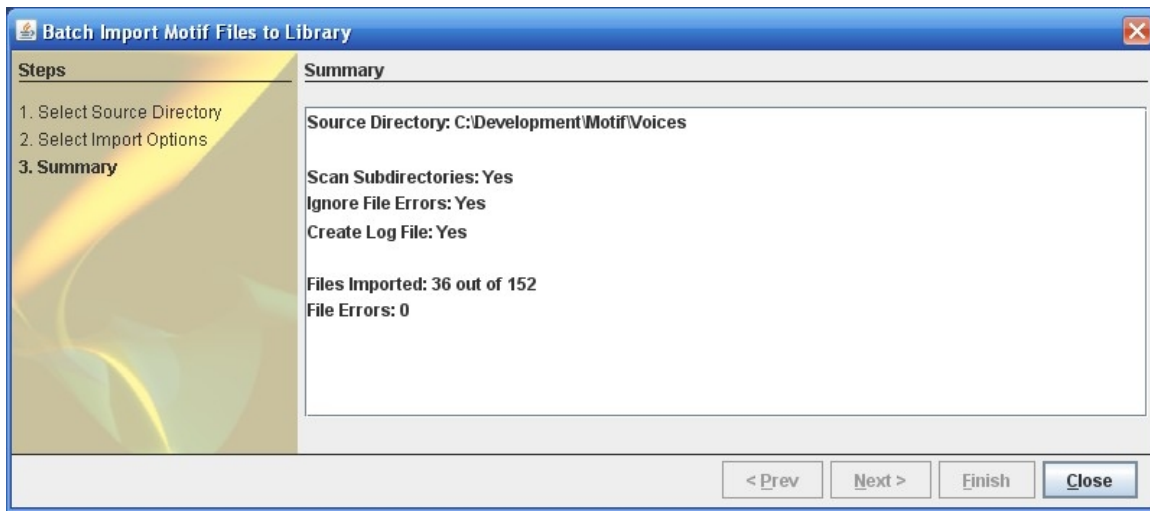 Batch Import Motif Files to Library
Steps
1. Select Source Directory
2. Select Import Options
3. Summary
Summary
Source Directory: C:\Development\Motif\Voices
Scan Subdirectories: Yes
Ignore File Errors: Yes
Create Log File: Yes
Files Imported: 36 out of 152
File Errors: 0
< Prev
Next >
Finish
Close